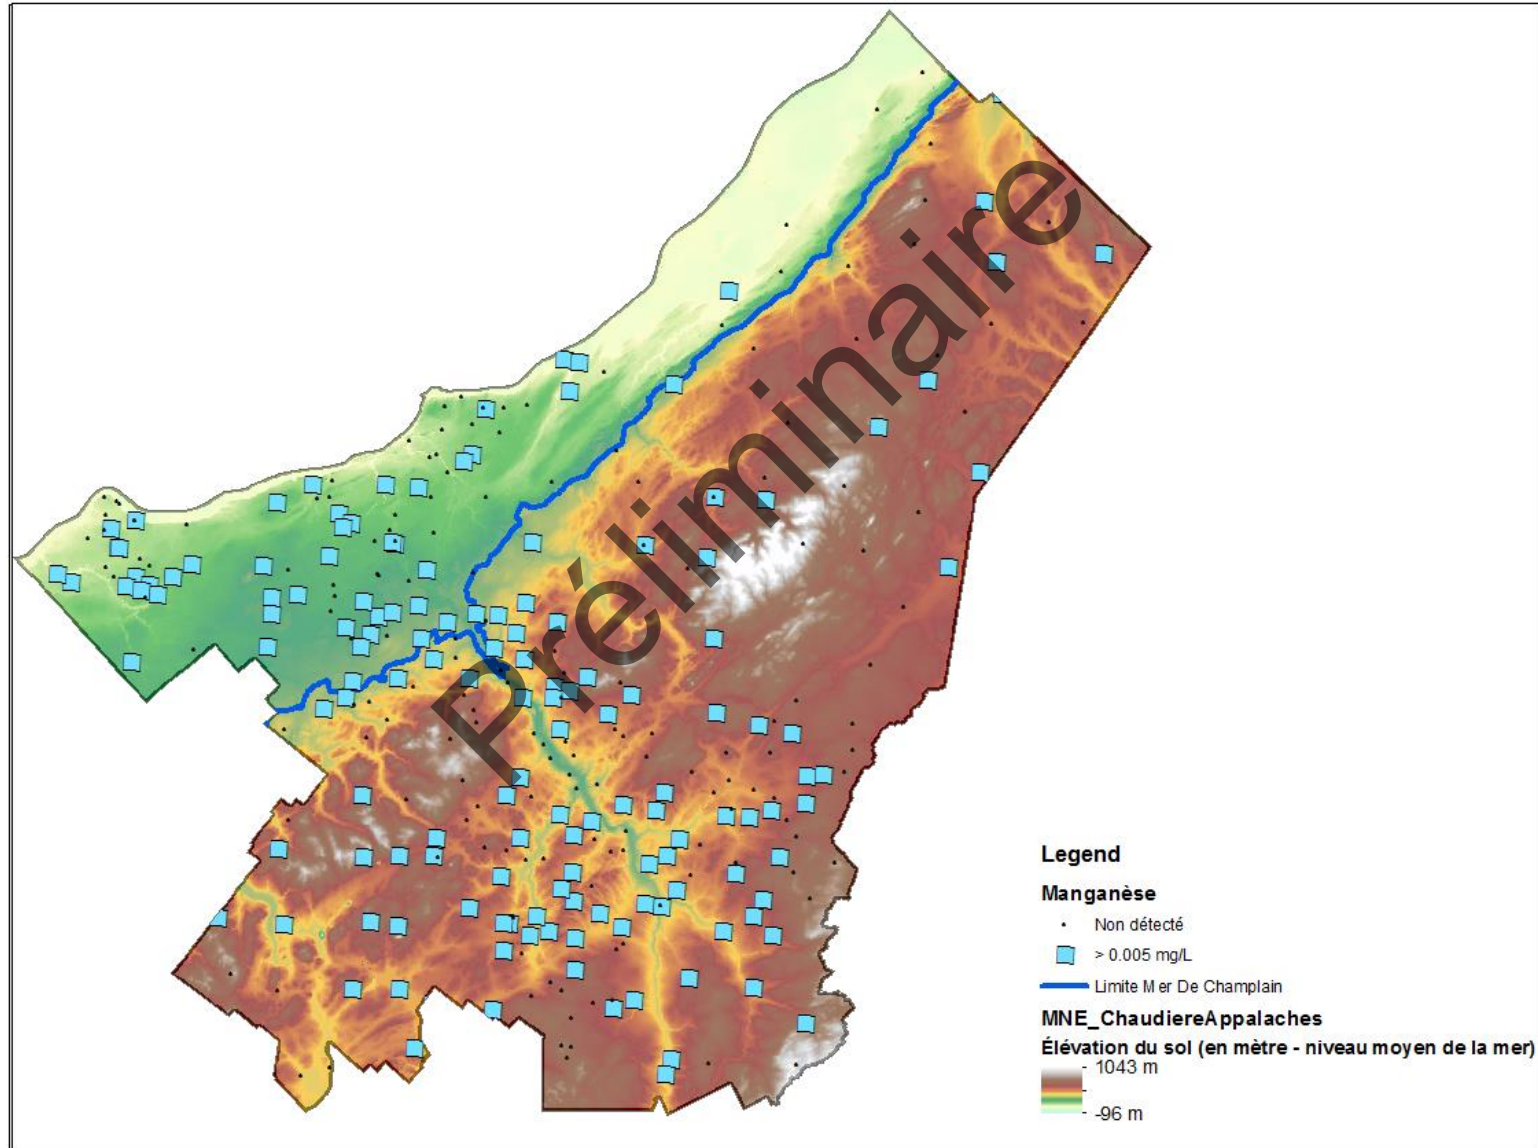 Préliminaire
Legend
Manganèse
Non détecté
> 0.005 mg/L
Limite Mer De Champlain
MNE_ChaudiereAppalaches
Élévation du sol (en mètre - niveau moyen de la mer)
1043 m
-96 m